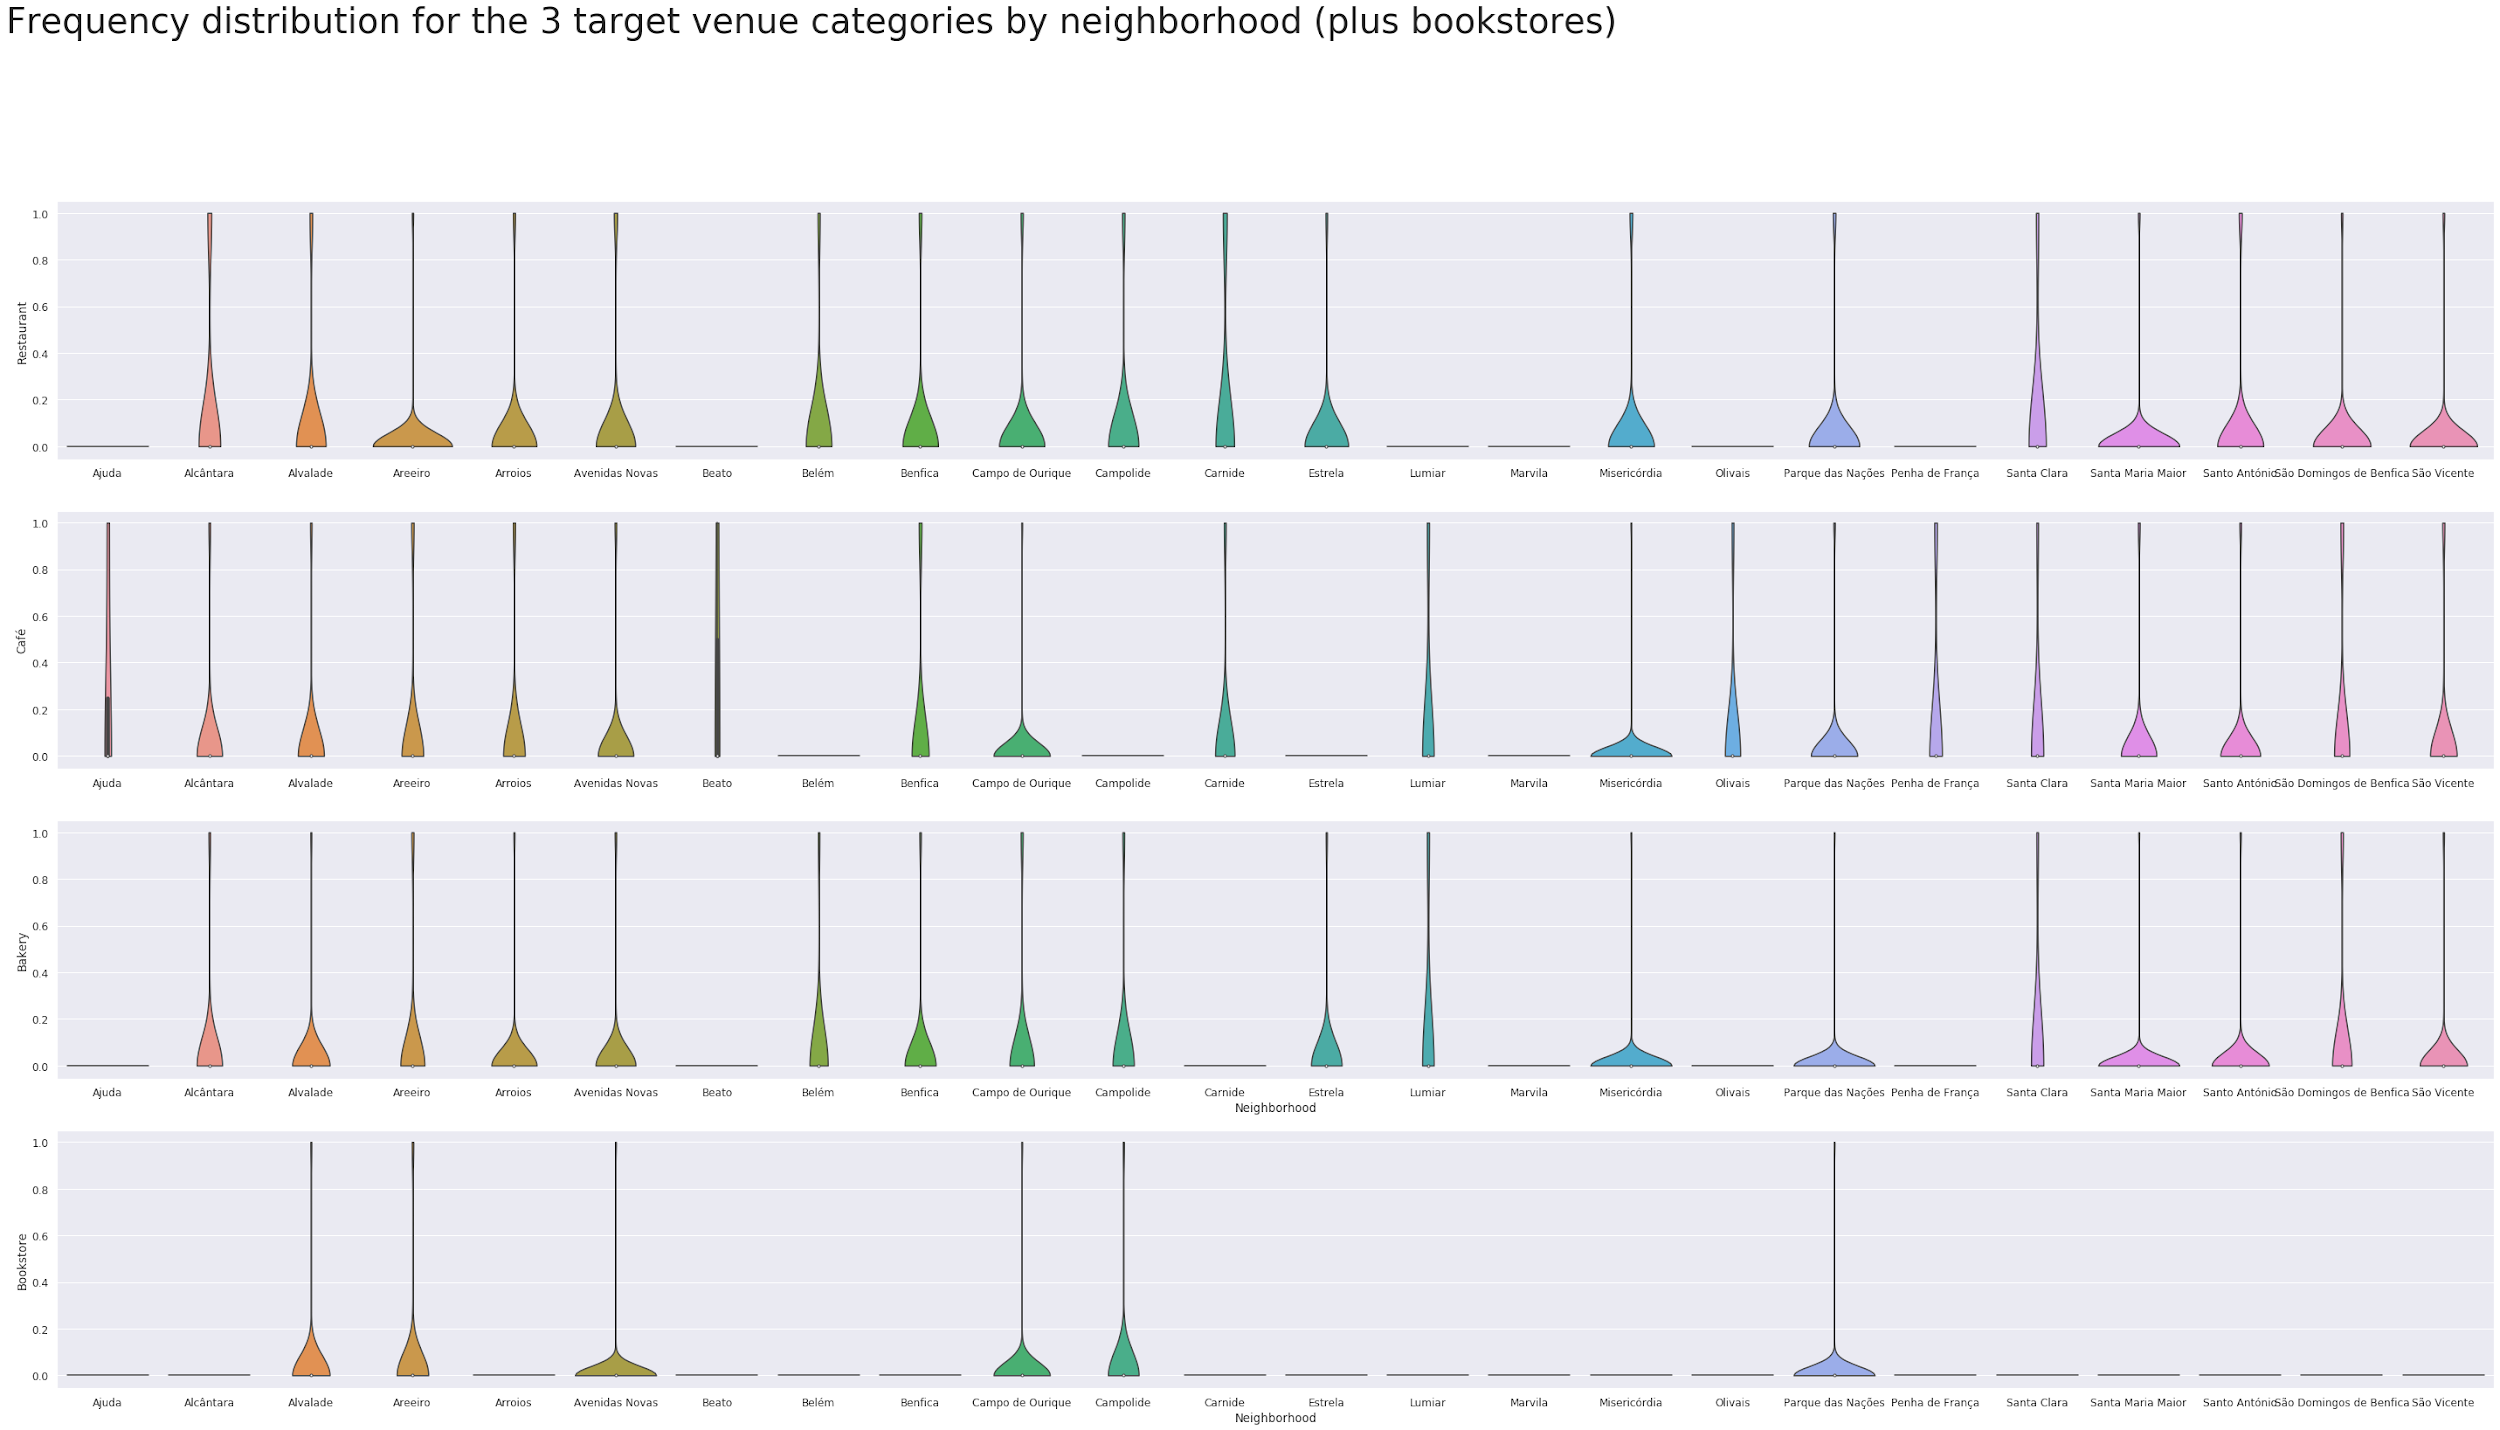 Frequency distribution for the 3 target venue categories by neighborhood (plus bookstores)
1.0
0.8
0.6
0.4
0.2
0.0
Restaurant
Ajuda Alcântara Alvalade Areeiro Arroios Avenidas Novas Beato Belém Benfica Campo de Ourique Campolide Carnide Estrela Lumiar Marvila Misericórdia Olivais Parque das Nações Penha de França Santa Clara Santa Maria Maior Santo António São Domingos de Benfica São Vicente
1.0
0.8
0.6
0.4
0.2
0.0
Café
Ajuda Alcântara Alvalade Areeiro Arroios Avenidas Novas Beato Belém Benfica Campo de Ourique Campolide Carnide Estrela Lumiar Marvila Misericórdia Olivais Parque das Nações Penha de França Santa Clara Santa Maria Maior Santo António São Domingos de Benfica São Vicente
1.0
0.8
0.6
0.4
0.2
0.0
Bakery
Ajuda Alcântara Alvalade Areeiro Arroios Avenidas Novas Beato Belém Benfica Campo de Ourique Campolide Carnide Estrela Lumiar Marvila Misericórdia Olivais Parque das Nações Penha de França Santa Clara Santa Maria Maior Santo António São Domingos de Benfica São Vicente
Neighborhood
1.0
0.8
0.6
0.4
0.2
0.0
Bookstore
Ajuda Alcântara Alvalade Areeiro Arroios Avenidas Novas Beato Belém Benfica Campo de Ourique Campolide Carnide Estrela Lumiar Marvila Misericórdia Olivais Parque das Nações Penha de França Santa Clara Santa Maria Maior Santo António São Domingos de Benfica São Vicente
Neighborhood